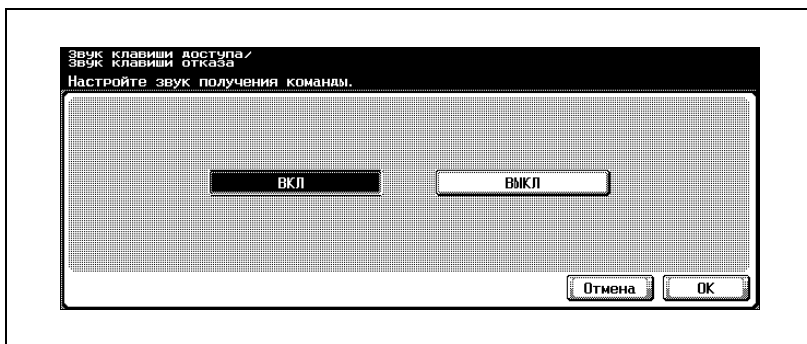 Звук клавиши доступа/
Звук клавиши отказа
Настройте звук получения команды.
ВКЛ
ВЫКЛ
Отмена
OK